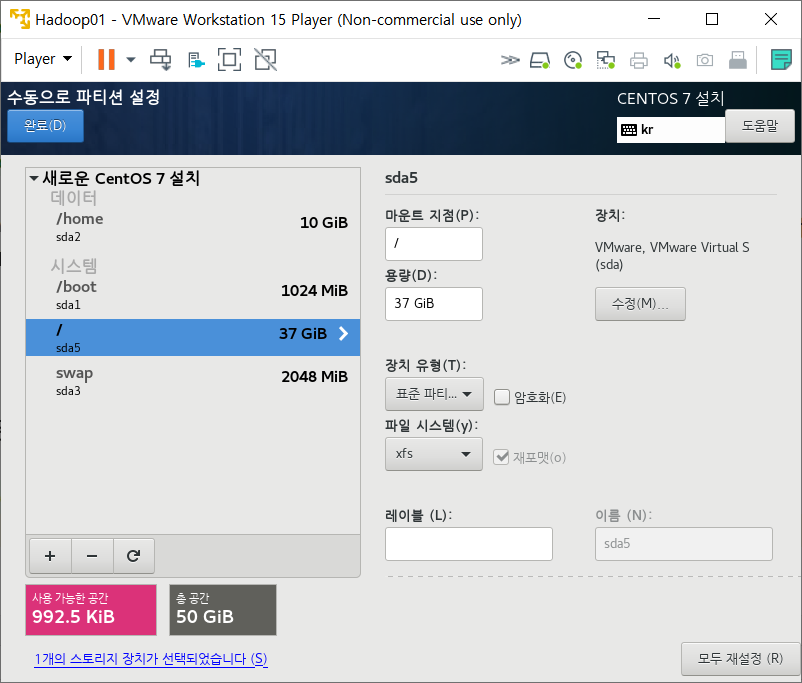 Hadoop01 - VMware Workstation 15 Player (Non-commercial use only)
Player
수동으로 파티션 설정
완료(D)
CENTOS 7 설치
kr
도움말
새로운 CentOS 7 설치
데이터
/home
10 GiB
sda2
시스템
/boot
1024 MiB
sda1
/
37 GiB
sda5
swap
2048 MiB
sda3
sda5
마운트 지점(P):
/
용량(D):
37 GiB
장치:
VMware, VMware Virtual S
(sda)
수정(M)...
장치 유형(T):
표준 파티...
암호화(E)
파일 시스템(y):
xfs
재포맷(o)
레이블 (L):
이름 (N):
sda5
사용 가능한 공간
992.5 KiB
총 공간
50 GiB
1개의 스토리지 장치가 선택되었습니다 (S)
모두 재설정 (R)